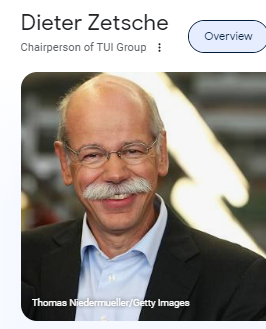 Dieter Zetsche
Chairperson of TUI Group
Overview
Thomas Niedermueller/Getty Images